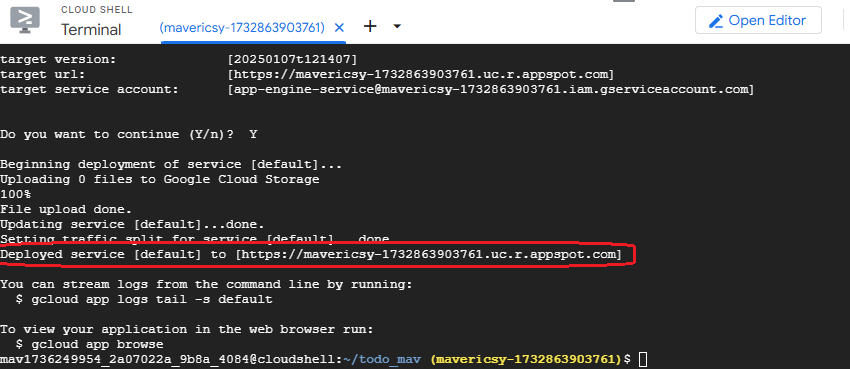 CLOUD SHELL
Terminal
(mavericsy-1732863903761)
Open Editor
target version: [20250107t121407]
target url: [https://mavericsy-1732863903761.uc.r.appspot.com]
target service account: [app-engine-service@mavericsy-1732863903761.iam.gserviceaccount.com]
Do you want to continue (Y/n)? Y
Beginning deployment of service [default]...
Uploading 0 files to Google Cloud Storage
100%
File upload done.
Updating service [default]...done.
Setting traffic split for service [default]...done.
Deployed service [default] to [https://mavericsy-1732863903761.uc.r.appspot.com]
You can stream logs from the command line by running:
$ gcloud app logs tail -s default
To view your application in the web browser run:
$ gcloud app browse
mav1736249954_2a07022a_9b8a_4084@cloudshell:~/todo_mav (mavericsy-1732863903761)$